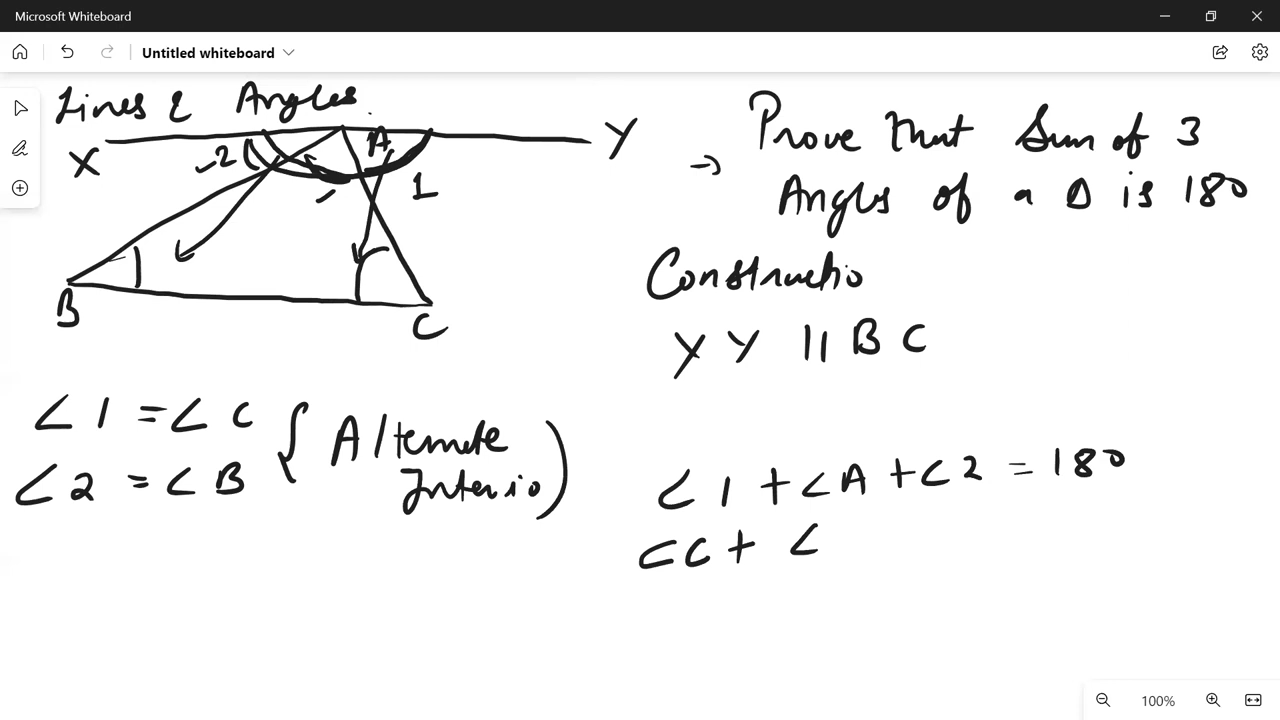 Microsoft Whiteboard
Untitled whiteboard
Lines & Angles.
X
Y
2
A
1
B
C
→ Prove that Sum of 3
Angles of a Δ is 180
Constructio
XY || BC
∠1 = ∠C
∠2 = ∠B
{ Alternate
Interio )
∠1 + ∠A + ∠2 = 180
∠C + ∠
100%